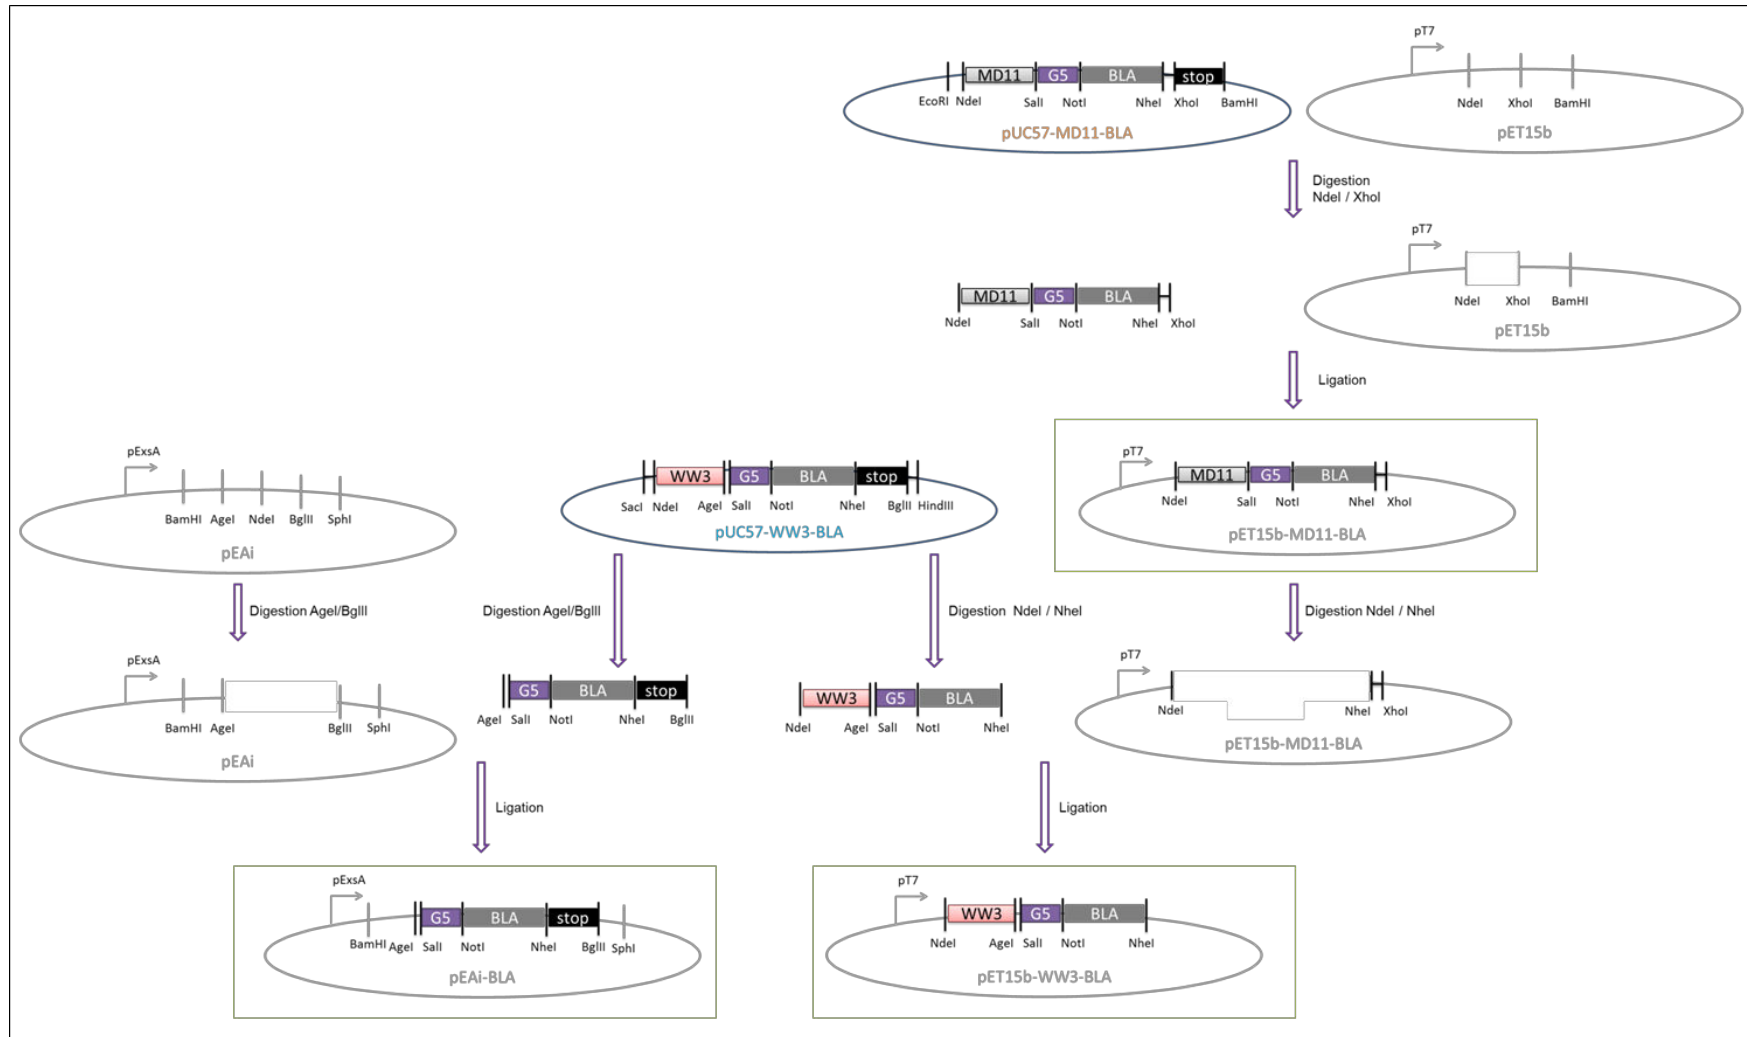 pT7
MD11 G5 BLA stop
EcoRI NdeI SalI NotI NheI XhoI BamHI
NdeI XhoI BamHI
pUC57-MD11-BLA
pET15b
Digestion
NdeI / XhoI
pT7
MD11 G5 BLA
NdeI XhoI BamHI
NdeI SalI NotI NheI XhoI
pET15b
Ligation
pExsA
pT7
WW3 G5 BLA stop
MD11 G5 BLA
SacI NdeI AgeI SalI NotI NheI BglII HindIII
NdeI SalI NotI NheI XhoI
BamHI AgeI NdeI BglII SphI
pUC57-WW3-BLA
pET15b-MD11-BLA
pEAi
Digestion AgeI/BglII
Digestion AgeI/BglII
Digestion NdeI / NheI
Digestion NdeI / NheI
pExsA
pT7
G5 BLA stop
WW3 G5 BLA
NdeI NheI XhoI
AgeI SalI NotI NheI BglII
NdeI AgeI SalI NotI NheI
BamHI AgeI BglII SphI
pET15b-MD11-BLA
pEAi
Ligation
Ligation
pExsA
pT7
G5 BLA stop
WW3 G5 BLA
BamHI AgeI SalI NotI NheI BglII SphI
NdeI AgeI SalI NotI NheI
pEAi-BLA
pET15b-WW3-BLA